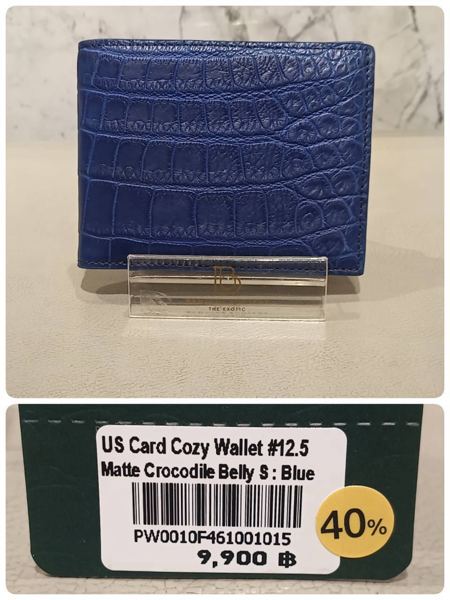 THE EXOTIC
US Card Cozy Wallet #12.5
Matte Crocodile Belly S : Blue
PW0010F461001015
9,900 ฿
40%